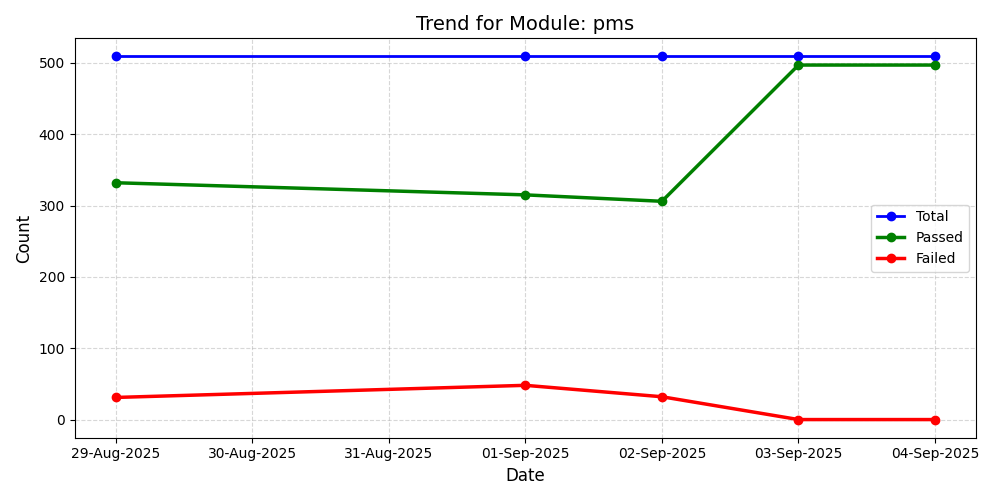 Trend for Module: pms
500
400
300
200
100
0
Count
Total
Passed
Failed
29-Aug-2025
30-Aug-2025
31-Aug-2025
01-Sep-2025
02-Sep-2025
03-Sep-2025
04-Sep-2025
Date